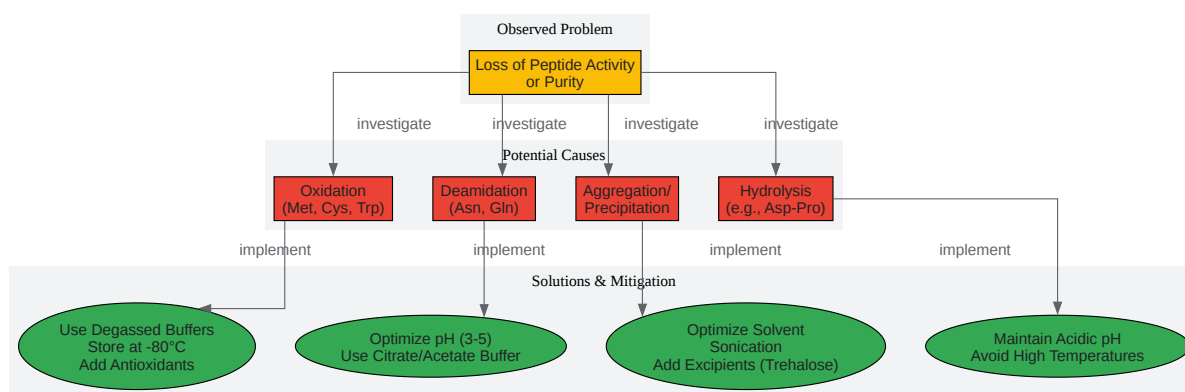 Observed Problem
Loss of Peptide Activity
or Purity
investigate
investigate
investigate
investigate
Potential Causes
Oxidation
(Met, Cys, Trp)
Deamidation
(Asn, Gln)
Aggregation/
Precipitation
Hydrolysis
(e.g., Asp-Pro)
implement
implement
implement
implement
Solutions & Mitigation
Use Degassed Buffers
Store at -80°C
Add Antioxidants
Optimize pH (3-5)
Use Citrate/Acetate Buffer
Optimize Solvent
Sonication
Add Excipients (Trehalose)
Maintain Acidic pH
Avoid High Temperatures